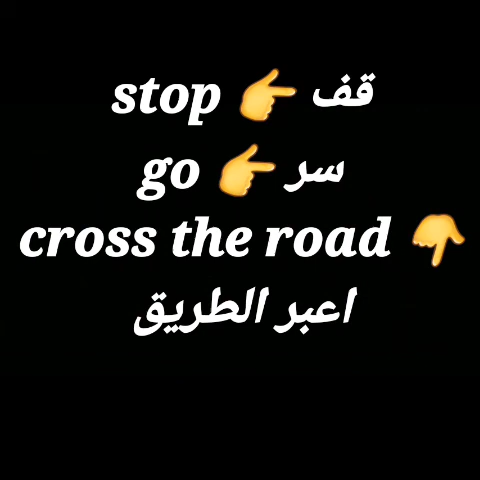 stop 👉 قف
go 👉 سر
cross the road 👇
اعبر الطريق